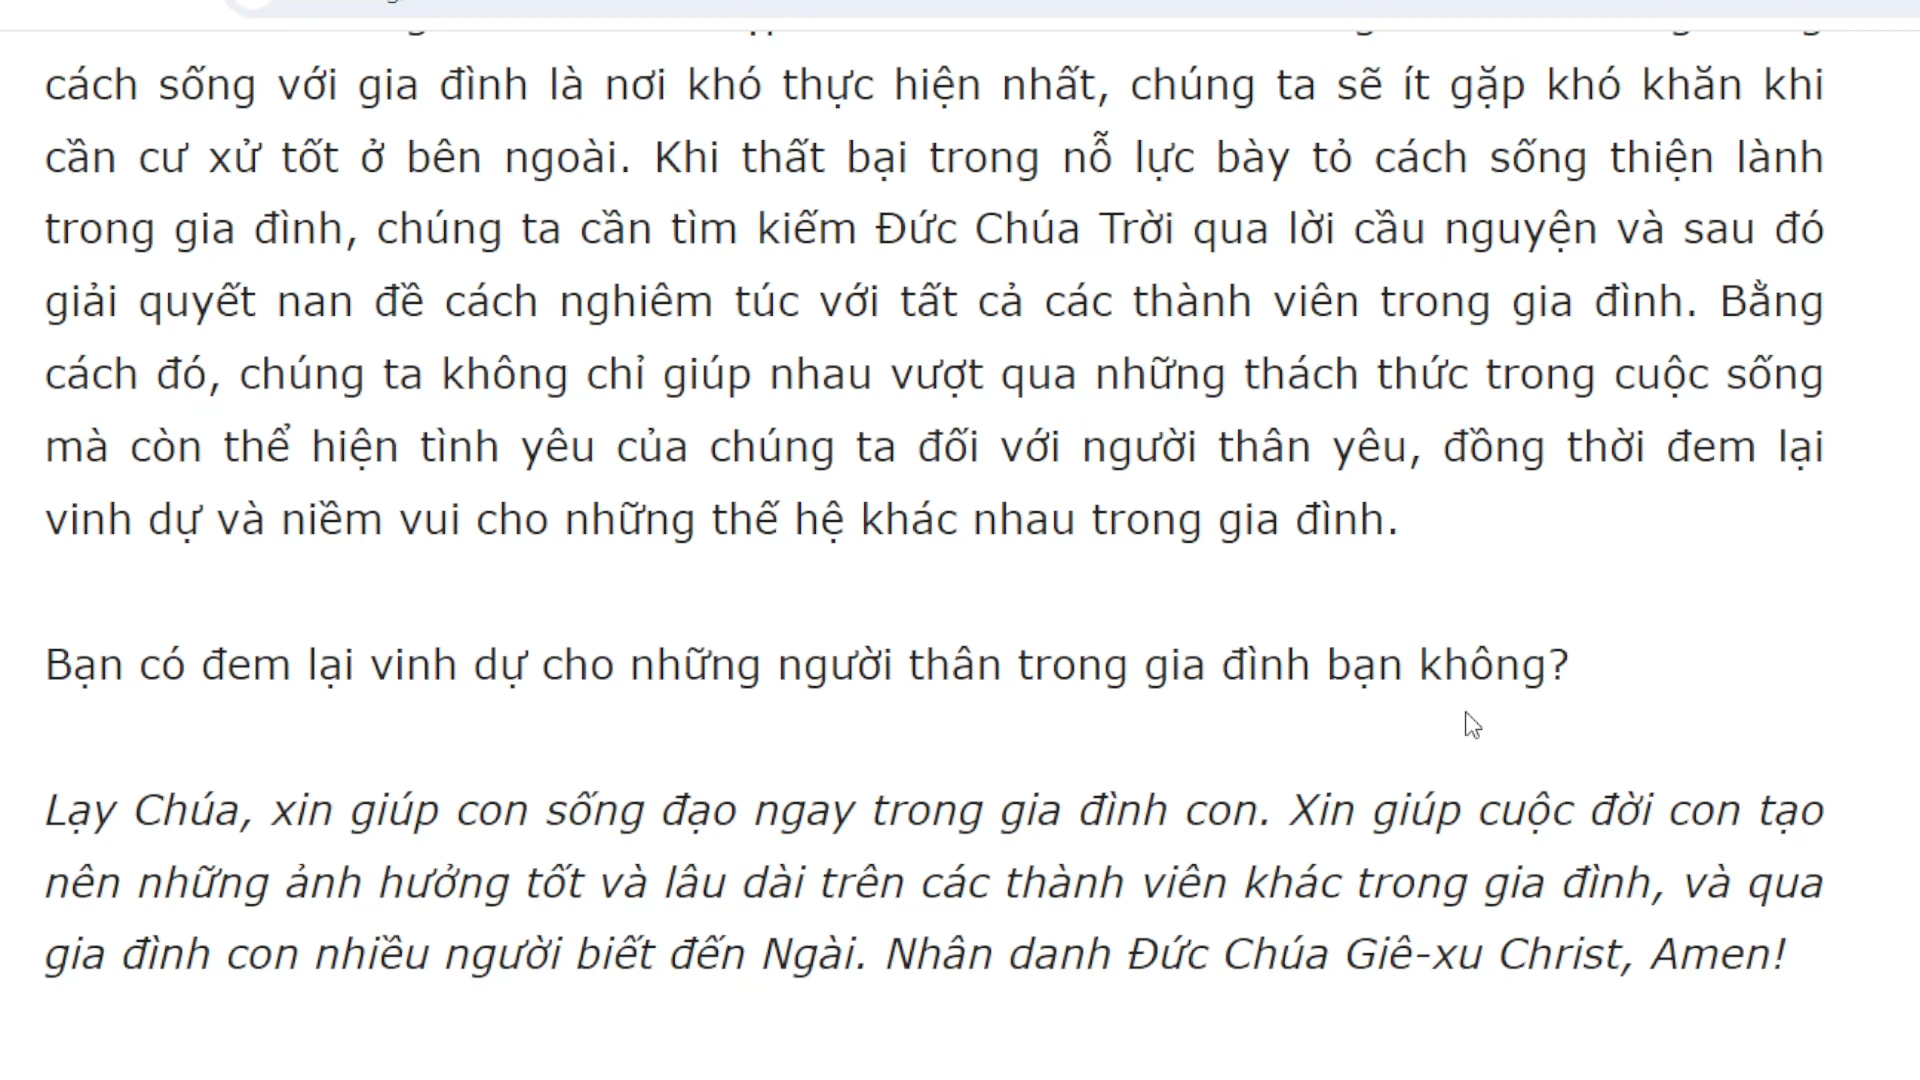 cách sống với gia đình là nơi khó thực hiện nhất, chúng ta sẽ ít gặp khó khăn khi
cần cư xử tốt ở bên ngoài. Khi thất bại trong nỗ lực bày tỏ cách sống thiện lành
trong gia đình, chúng ta cần tìm kiếm Đức Chúa Trời qua lời cầu nguyện và sau đó
giải quyết nan đề cách nghiêm túc với tất cả các thành viên trong gia đình. Bằng
cách đó, chúng ta không chỉ giúp nhau vượt qua những thách thức trong cuộc sống
mà còn thể hiện tình yêu của chúng ta đối với người thân yêu, đồng thời đem lại
vinh dự và niềm vui cho những thế hệ khác nhau trong gia đình.
Bạn có đem lại vinh dự cho những người thân trong gia đình bạn không?
Lạy Chúa, xin giúp con sống đạo ngay trong gia đình con. Xin giúp cuộc đời con tạo
nên những ảnh hưởng tốt và lâu dài trên các thành viên khác trong gia đình, và qua
gia đình con nhiều người biết đến Ngài. Nhân danh Đức Chúa Giê-xu Christ, Amen!